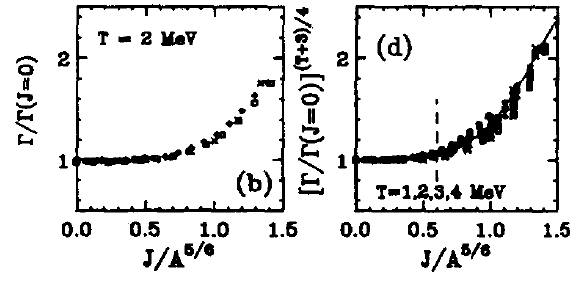 Γ/Γ(J=0)
2
1
T = 2 MeV
(b)
0.0 0.5 1.0 1.5
J/A^5/6
[Γ/Γ(J=0)]^(T+3)/4
2
1
(d)
T=1,2,3,4 MeV
0.0 0.5 1.0 1.5
J/A^5/6